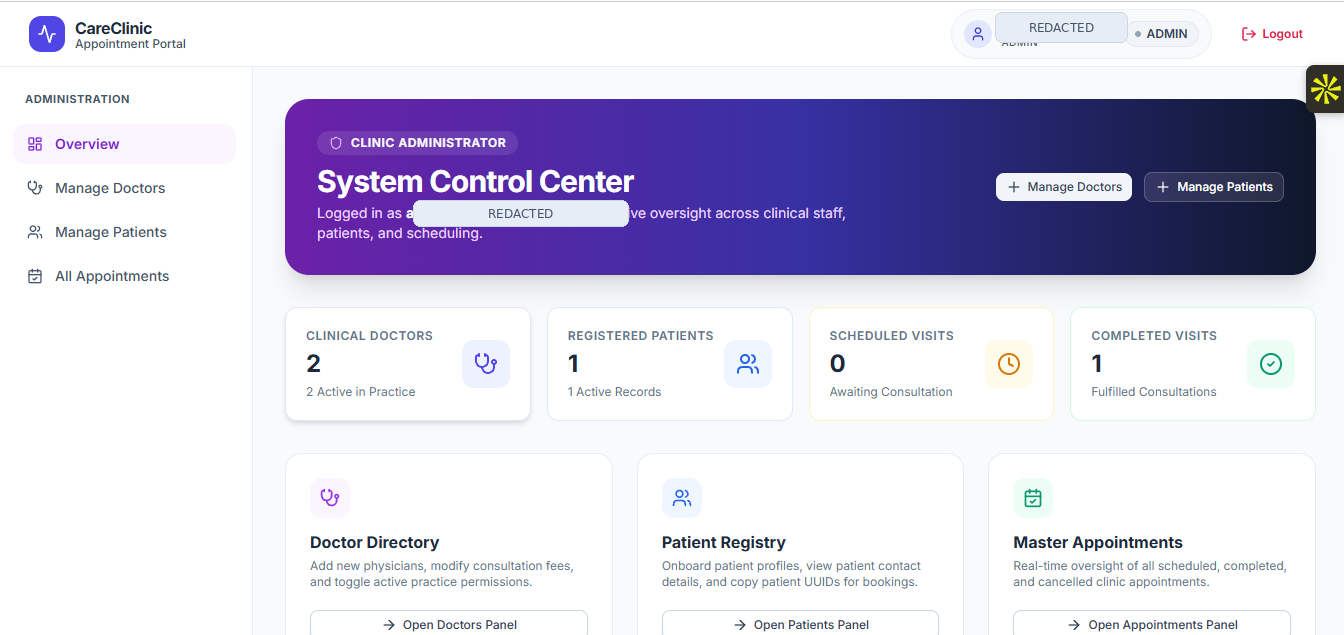 CareClinic
Appointment Portal
REDACTED
ADMIN
ADMIN
Logout
ADMINISTRATION
Overview
Manage Doctors
Manage Patients
All Appointments
CLINIC ADMINISTRATOR
System Control Center
Logged in as a REDACTED ve oversight across clinical staff,
patients, and scheduling.
Manage Doctors
Manage Patients
CLINICAL DOCTORS
2
2 Active in Practice
REGISTERED PATIENTS
1
1 Active Records
SCHEDULED VISITS
0
Awaiting Consultation
COMPLETED VISITS
1
Fulfilled Consultations
Doctor Directory
Add new physicians, modify consultation fees,
and toggle active practice permissions.
Open Doctors Panel
Patient Registry
Onboard patient profiles, view patient contact
details, and copy patient UUIDs for bookings.
Open Patients Panel
Master Appointments
Real-time oversight of all scheduled, completed,
and cancelled clinic appointments.
Open Appointments Panel